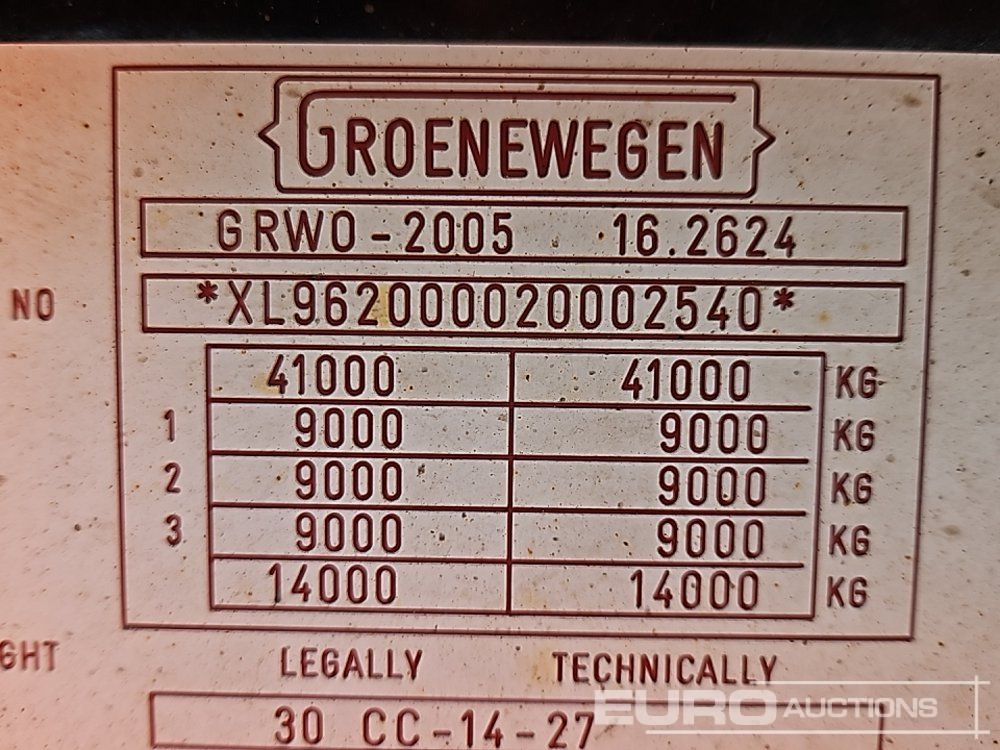 GROENEWEGEN
GRWO-2005 16.2624
NO *XL962000020002540*
41000 41000 KG
1 9000 9000 KG
2 9000 9000 KG
3 9000 9000 KG
14000 14000 KG
GHT LEGALLY TECHNICALLY
30 CC-14-27
EURO AUCTIONS